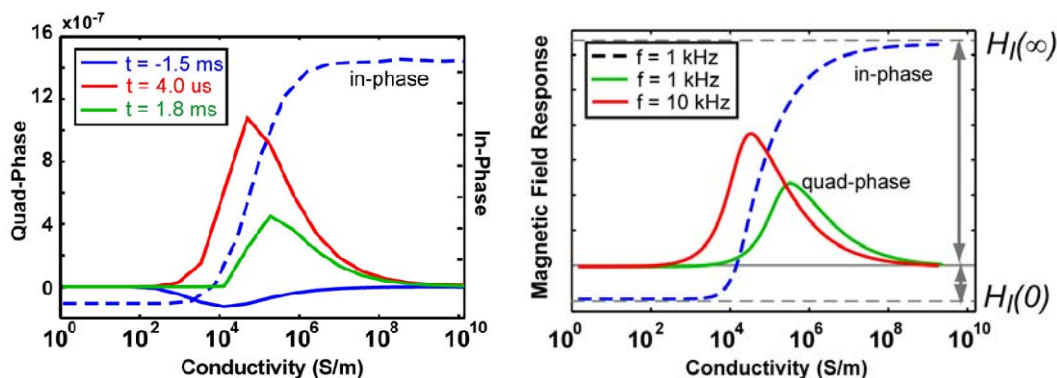 x10⁻⁷
16
12
8
4
0
Quad-Phase
t = -1.5 ms
t = 4.0 us
t = 1.8 ms
in-phase
In-Phase
10⁰ 10² 10⁴ 10⁶ 10⁸ 10¹⁰
Conductivity (S/m)
Magnetic Field Response
f = 1 kHz
f = 1 kHz
f = 10 kHz
in-phase
quad-phase
H_I(∞)
H_I(0)
10⁰ 10² 10⁴ 10⁶ 10⁸ 10¹⁰
Conductivity (S/m)